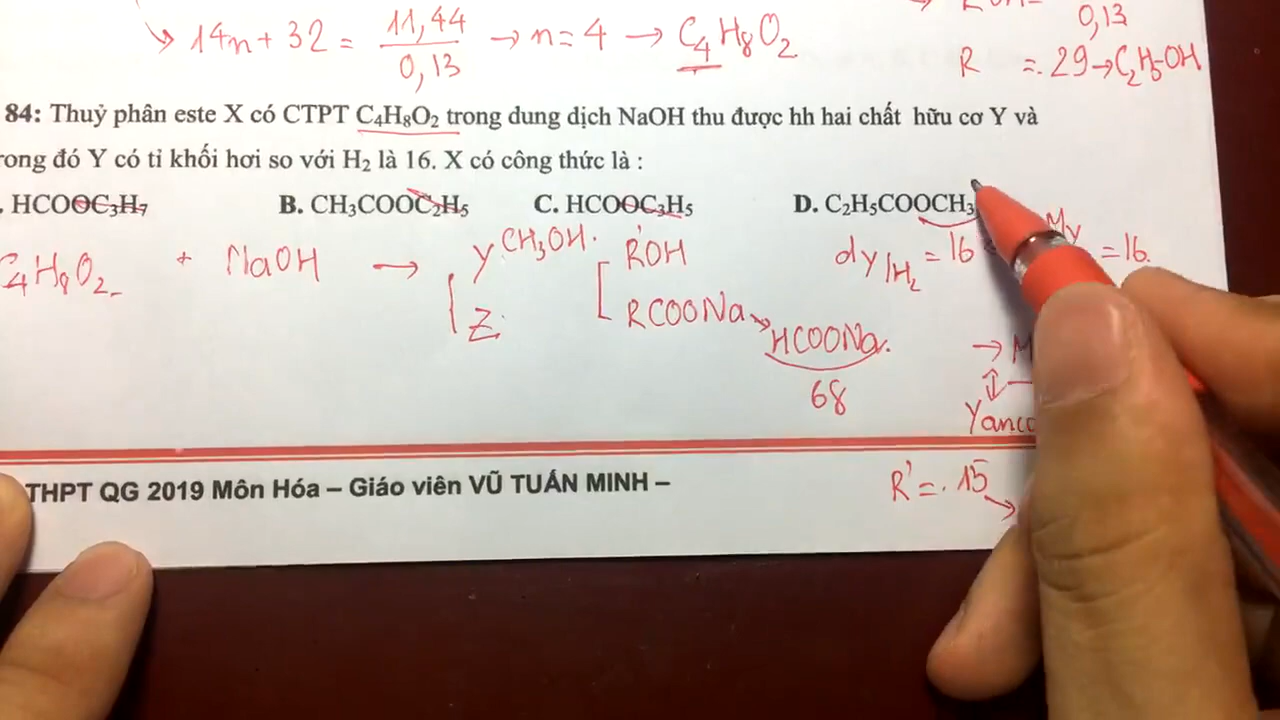 14n + 32 = 11,44 / 0,13 → n = 4 → C4H8O2
0,13
R = 29 → C2H5OH
84: Thuỷ phân este X có CTPT C4H8O2 trong dung dịch NaOH thu được hh hai chất hữu cơ Y và
rong đó Y có tỉ khối hơi so với H2 là 16. X có công thức là :
. HCOOC3H7 B. CH3COOC2H5 C. HCOOC3H5 D. C2H5COOCH3
C4H8O2 + NaOH → Y CH3OH. R'OH
Z RCOONa → HCOONa.
68
dY/H2 = 16 MY = 16.
→ M
Yanco
R' = 15 →
THPT QG 2019 Môn Hóa – Giáo viên VŨ TUẤN MINH –